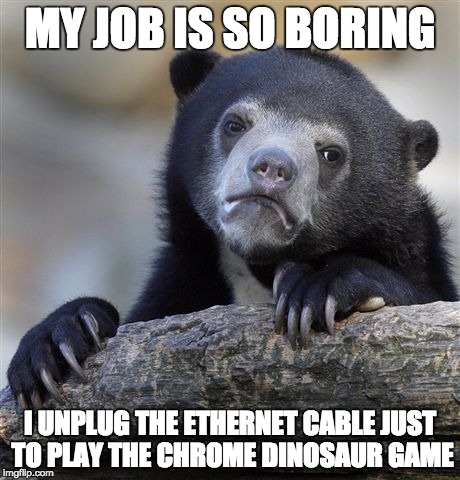 MY JOB IS SO BORING
I UNPLUG THE ETHERNET CABLE JUST
TO PLAY THE CHROME DINOSAUR GAME
imgflip.com